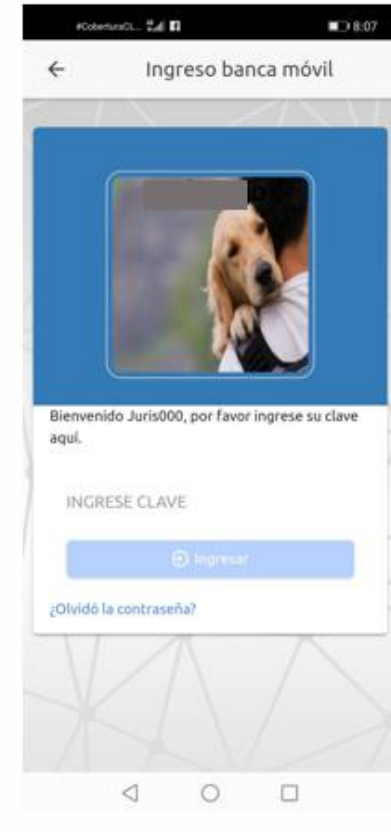 #CoberturaCL... 8:07
Ingreso banca móvil
Bienvenido Juris000, por favor ingrese su clave
aquí.
INGRESE CLAVE
Ingresar
¿Olvidó la contraseña?